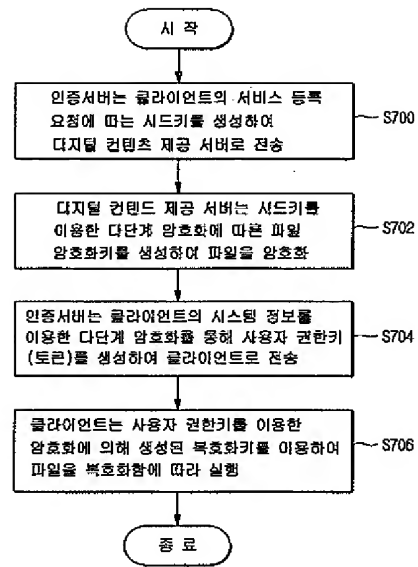 시 작
인증서버는 클라이언트의 서비스 등록
요청에 따른 시드키를 생성하여
디지털 컨텐츠 제공 서버로 전송
S700
디지털 컨텐드 제공 서버는 시드키를
이용한 다단계 암호화에 따른 파일
암호화키를 생성하여 파일을 암호화
S702
인증서버는 클라이언트의 시스템 정보를
이용한 다단계 암호화를 통해 사용자 권한키
(토큰)를 생성하여 클라이언트로 전송
S704
클라이언트는 사용자 권한키를 이용한
암호화에 의해 생성된 복호화키를 이용하여
파일을 복호화함에 따라 실행
S706
종 료